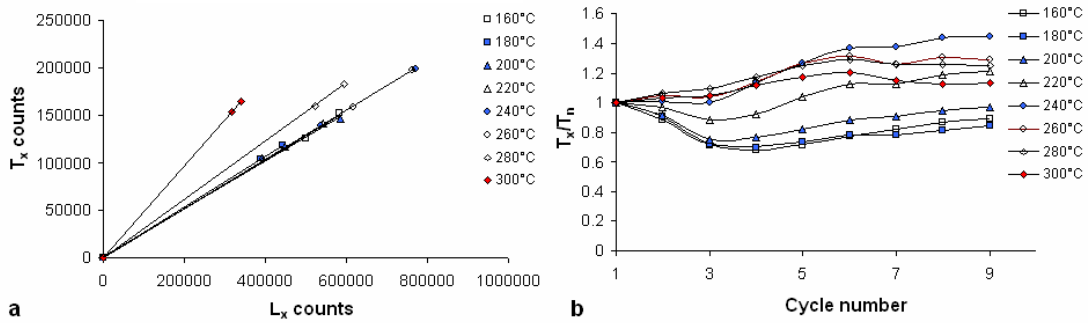 250000
200000
150000
100000
50000
0
Tx counts
0 200000 400000 600000 800000 1000000
Lx counts
160°C
180°C
200°C
220°C
240°C
260°C
280°C
300°C
a
1.6
1.4
1.2
1
0.8
0.6
0.4
0.2
0
Tx/Tn
1 3 5 7 9
Cycle number
160°C
180°C
200°C
220°C
240°C
260°C
280°C
300°C
b